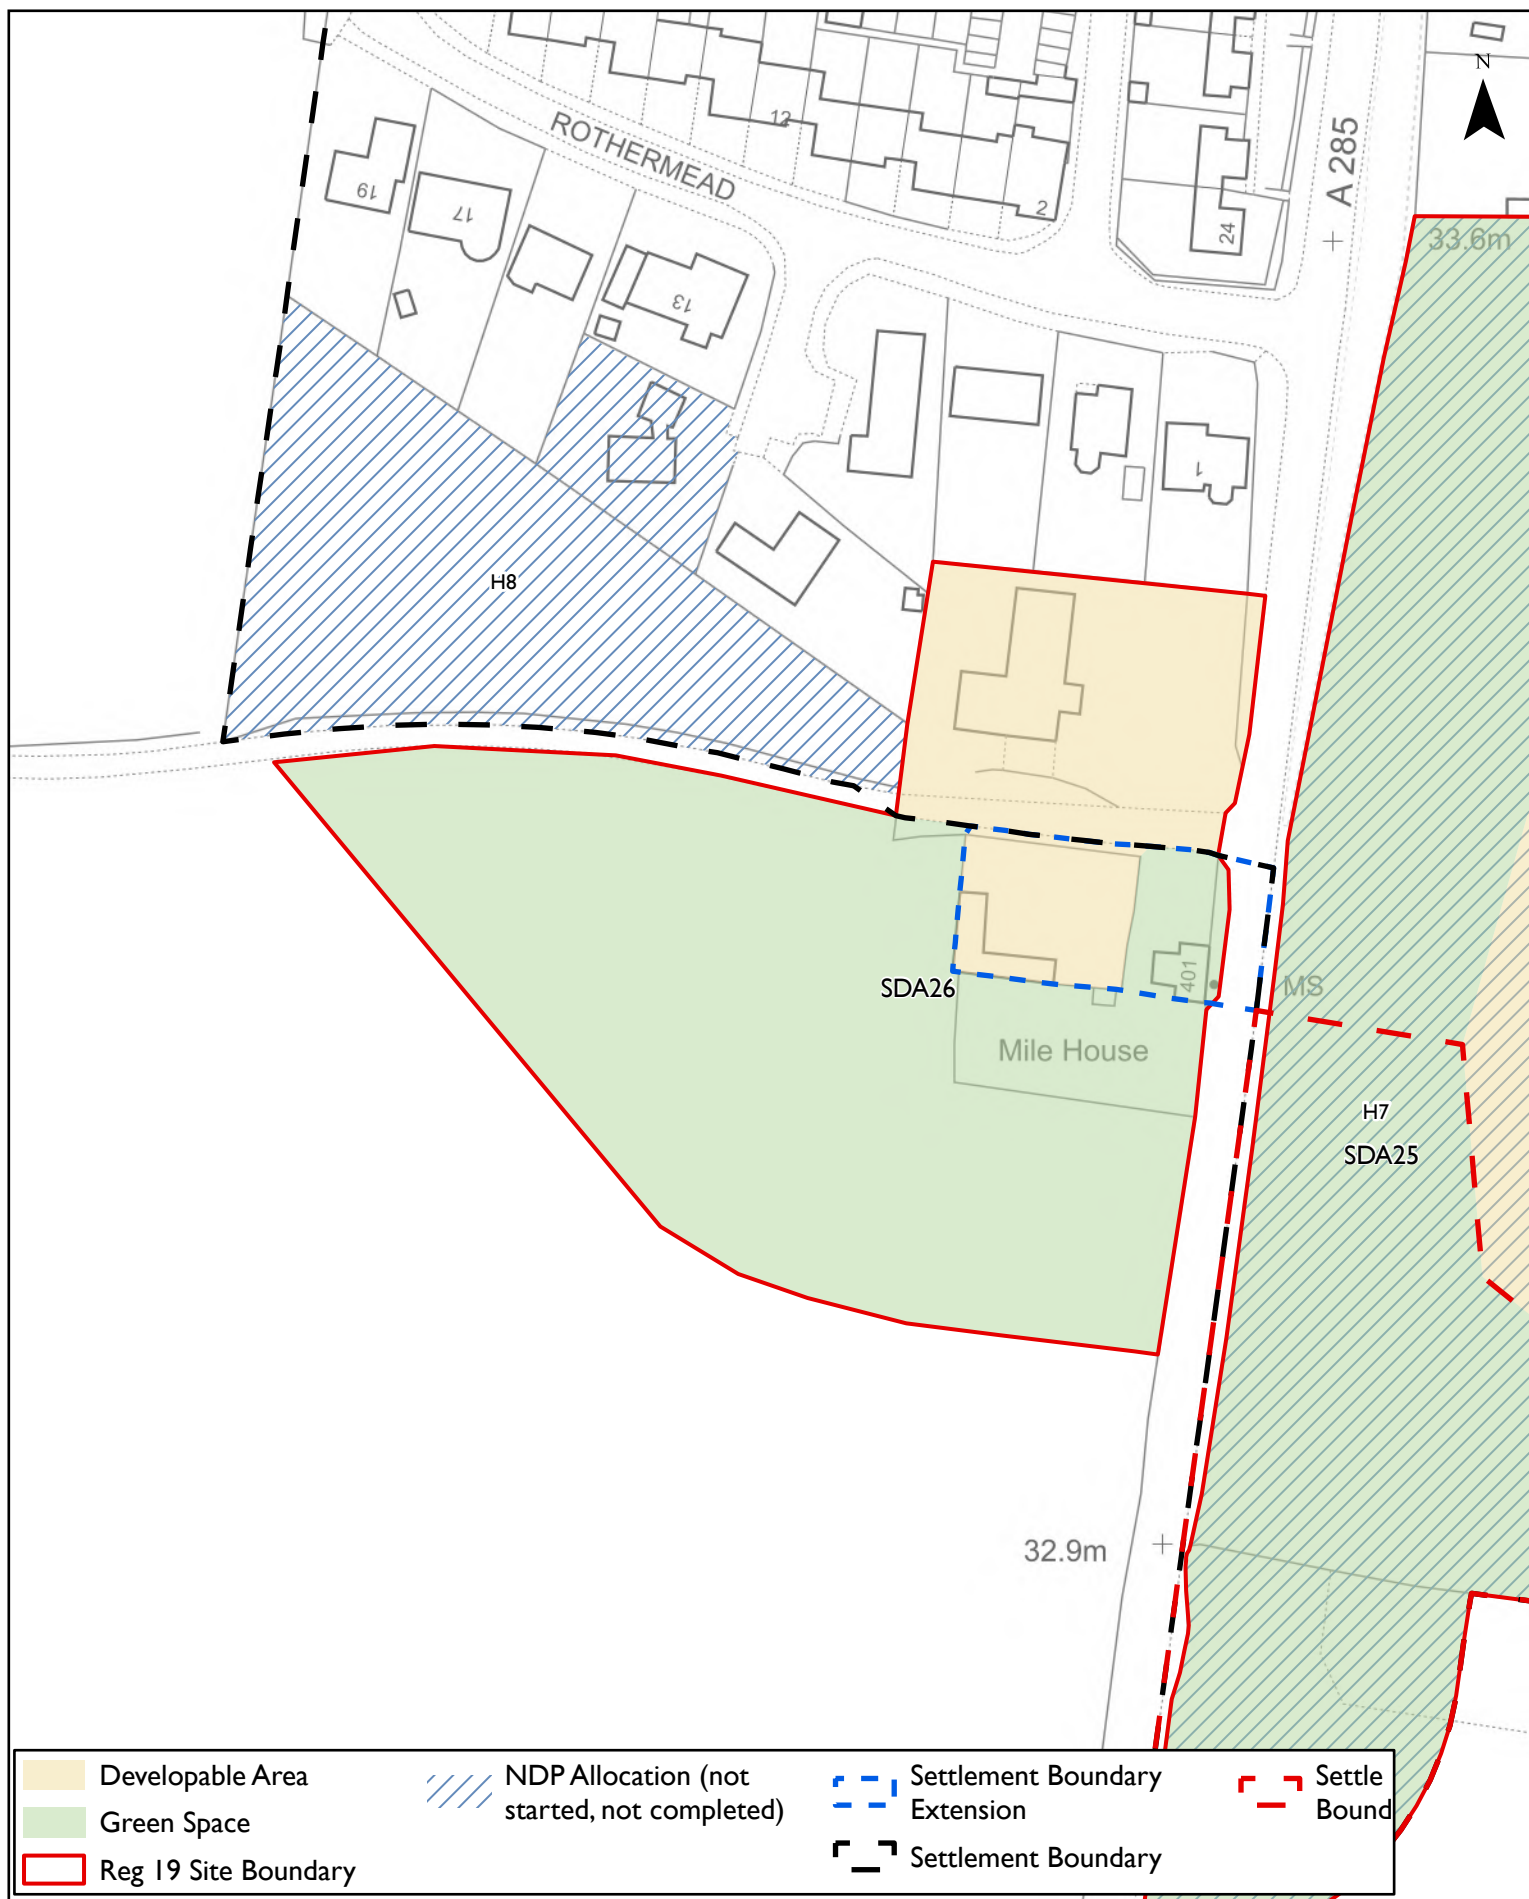 N
A 285
ROTHERMEAD
12
19
17
2
24
33.6m
13
1
H8
401
SDA26
MS
Mile House
H7
SDA25
32.9m
Developable Area
Green Space
Reg 19 Site Boundary
NDP Allocation (not
started, not completed)
Settlement Boundary
Extension
Settlement Boundary
Settle
Bound